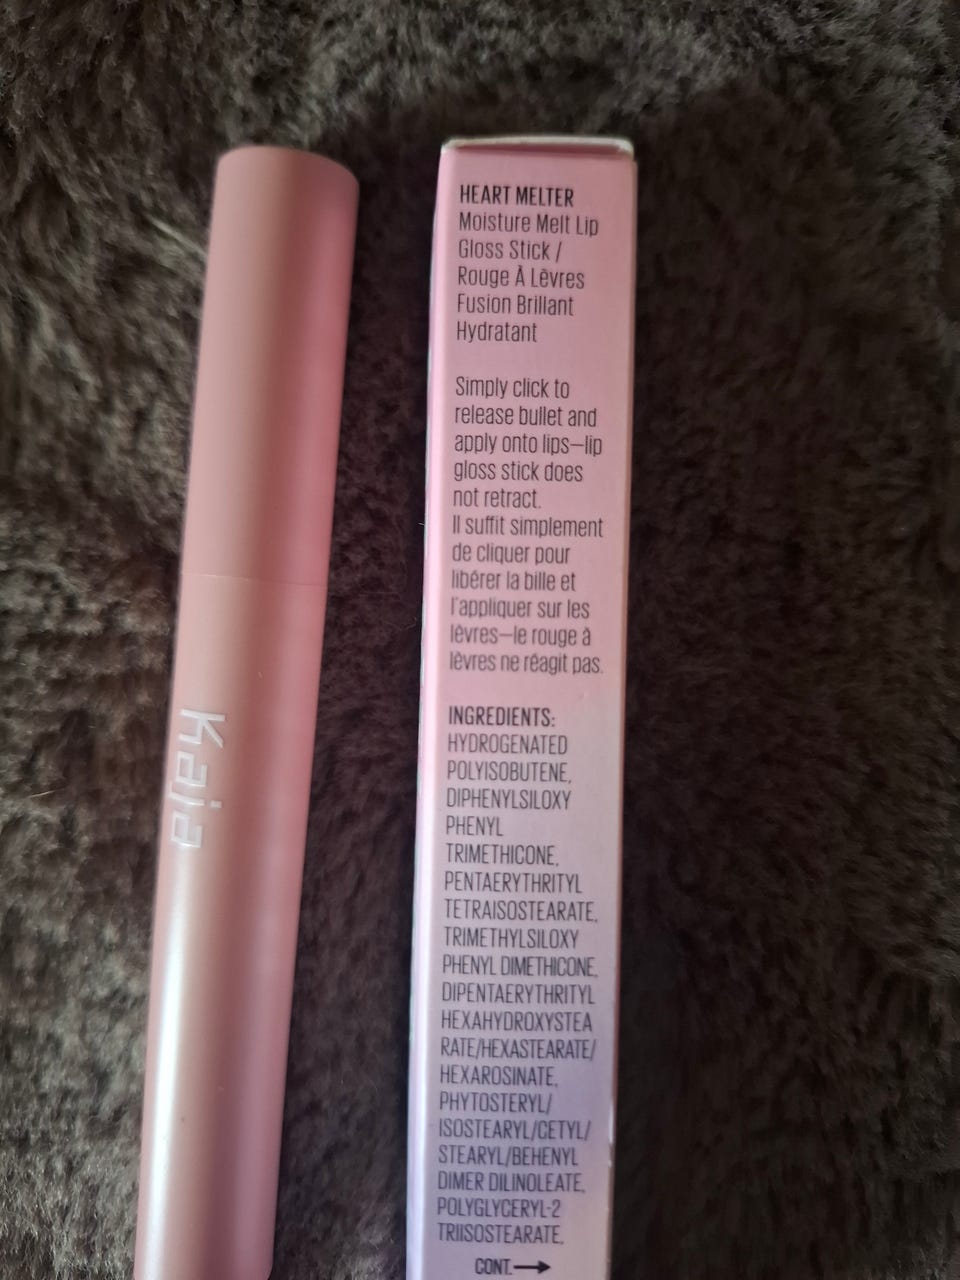 kaja
HEART MELTER
Moisture Melt Lip
Gloss Stick /
Rouge À Lèvres
Fusion Brillant
Hydratant
Simply click to
release bullet and
apply onto lips—lip
gloss stick does
not retract.
Il suffit simplement
de cliquer pour
libérer la bille et
l'appliquer sur les
lèvres—le rouge à
lèvres ne réagit pas.
INGREDIENTS:
HYDROGENATED
POLYISOBUTENE,
DIPHENYLSILOXY
PHENYL
TRIMETHICONE,
PENTAERYTHRITYL
TETRAISOSTEARATE,
TRIMETHYLSILOXY
PHENYL DIMETHICONE,
DIPENTAERYTHRITYL
HEXAHYDROXYSTEA
RATE/HEXASTEARATE/
HEXAROSINATE,
PHYTOSTERYL/
ISOSTEARYL/CETYL/
STEARYL/BEHENYL
DIMER DILINOLEATE,
POLYGLYCERYL-2
TRIISOSTEARATE,
CONT.→